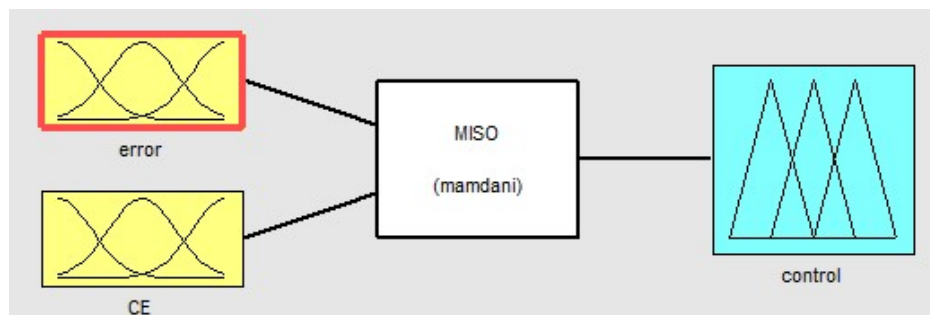 error
CE
MISO
(mamdani)
control